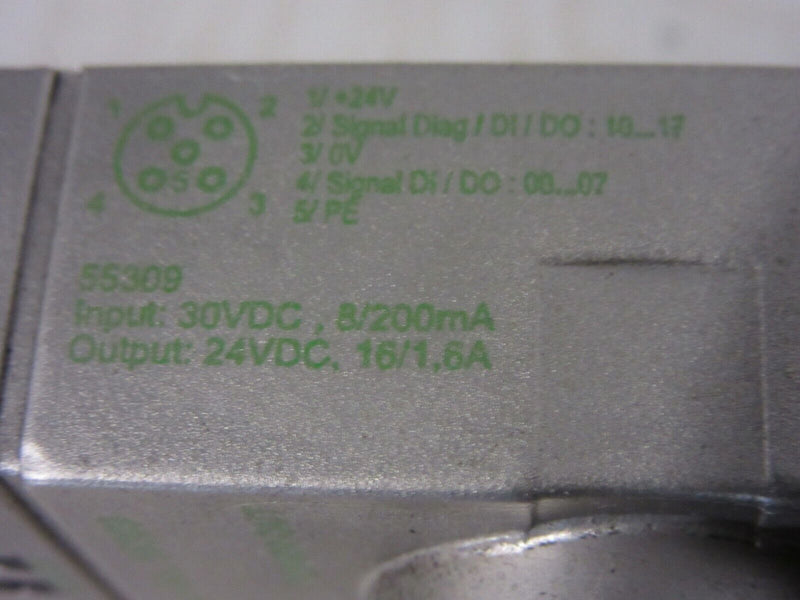 1 2
5
4 3
1/ +24V
2/ Signal Diag / DI / DO : 10...17
3/ 0V
4/ Signal DI / DO : 00...07
5/ PE
55309
Input: 30VDC , 8/200mA
Output: 24VDC, 16/1,6A